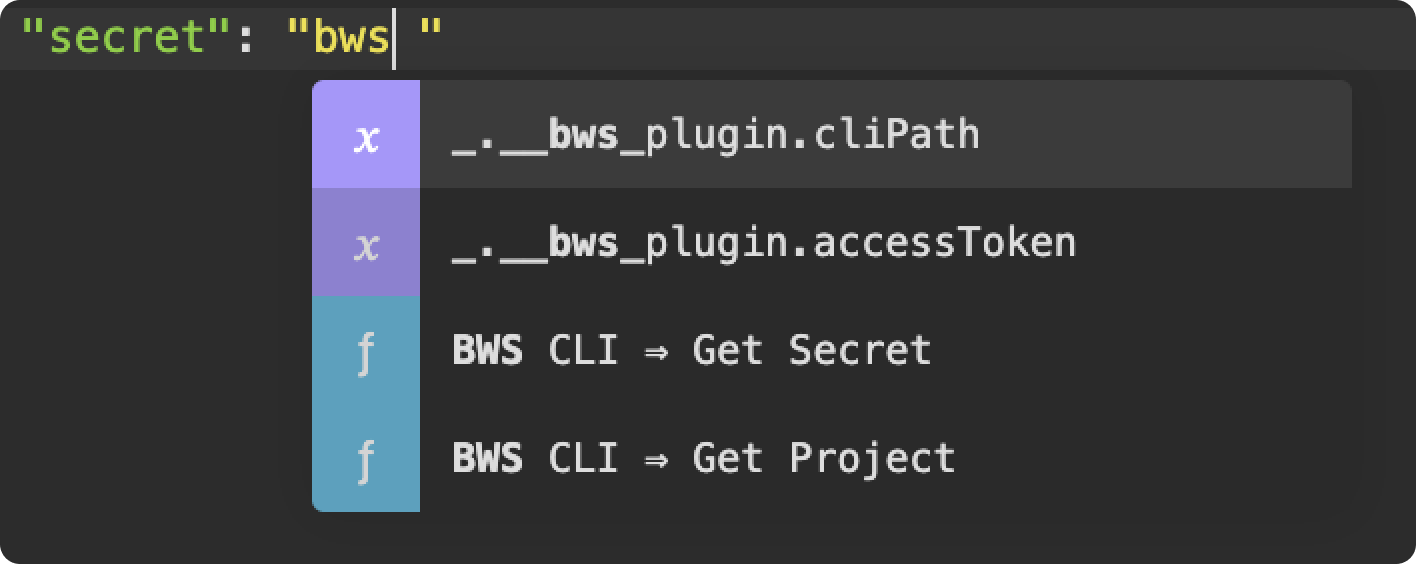 "secret": "bws "
x _.__bws_plugin.cliPath
x _.__bws_plugin.accessToken
ƒ BWS CLI ⇒ Get Secret
ƒ BWS CLI ⇒ Get Project